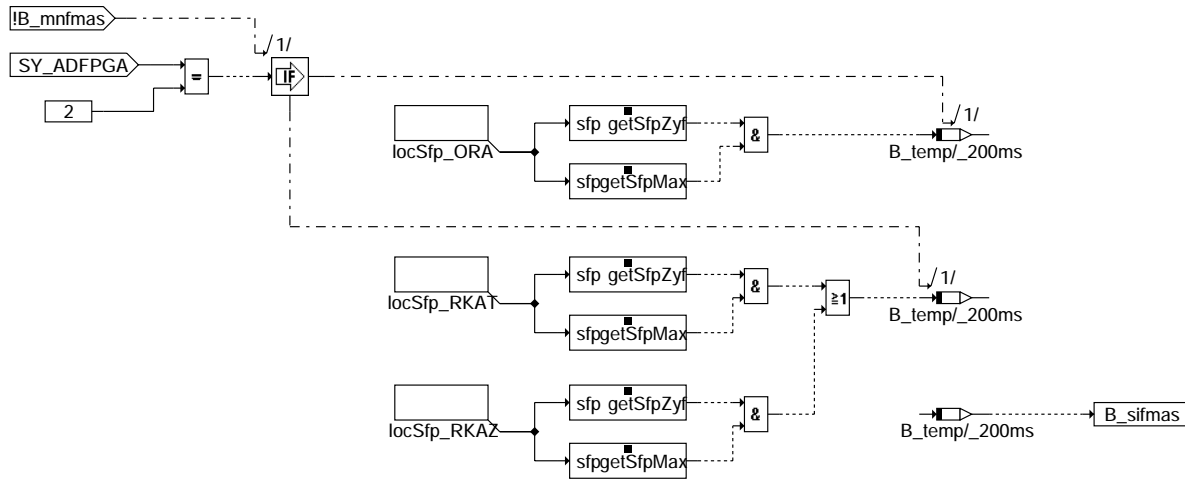 !B_mnfmas
/1/
SY_ADFPGA
=
IF
2
/1/
locSfp_ORA
sfp getSfpZyf
&
B_temp/_200ms
sfpgetSfpMax
/1/
locSfp_RKAT
sfp getSfpZyf
&
≧1
B_temp/_200ms
sfpgetSfpMax
locSfp_RKAZ
sfp getSfpZyf
&
B_temp/_200ms
B_sifmas
sfpgetSfpMax